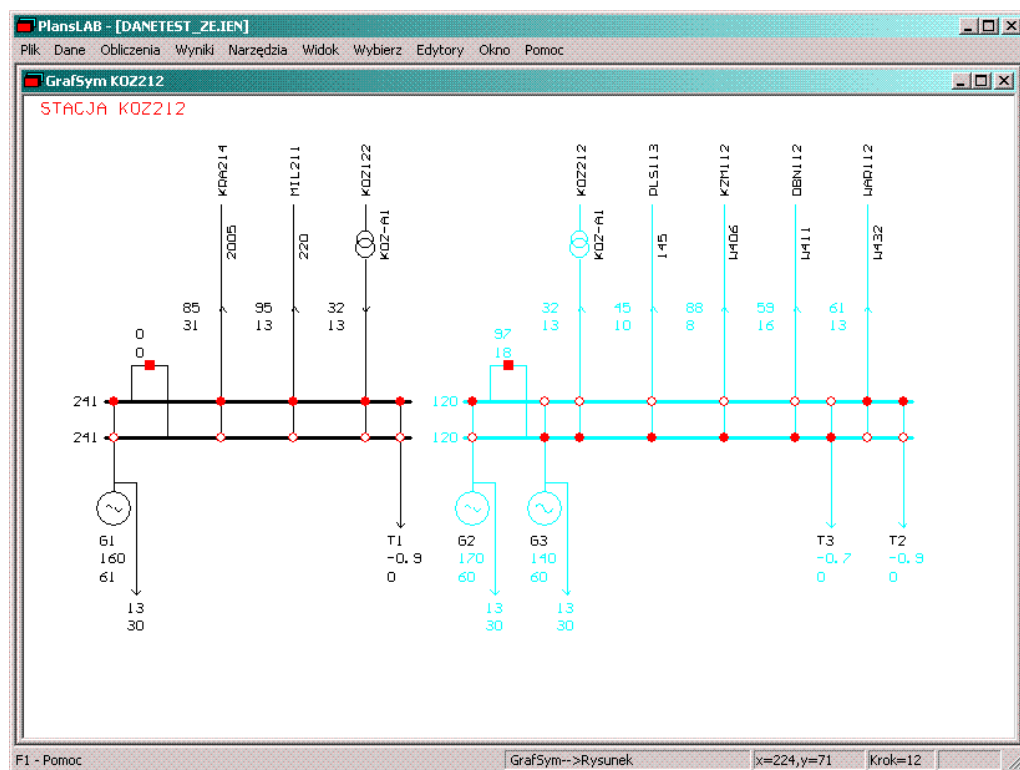 PlansLAB - [DANETEST_ZE.IEN]
Plik Dane Obliczenia Wyniki Narzędzia Widok Wybierz Edytory Okno Pomoc
GrafSym KOZ212
STACJA KOZ212
KRA214 MIL211 KOZ122 KOZ212 PLS113 KZM112 DBN112 WAR112
2005 220 KOZ-A1 KOZ-A1 145 W406 W411 W432
85 95 32 32 45 88 59 61
31 13 13 13 10 8 16 13
0 97
0 18
241 120
241 120
G1 T1 G2 G3 T3 T2
160 -0.9 170 140 -0.7 -0.9
61 0 60 60 0 0
13 13 13
30 30 30
F1 - Pomoc GrafSym-->Rysunek x=224,y=71 Krok=12